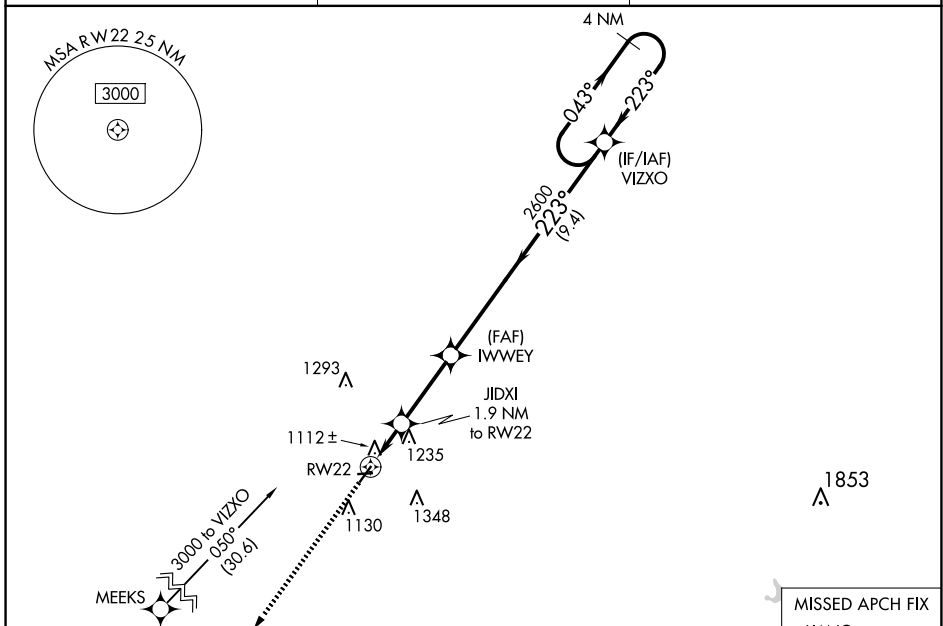 4 NM
MSA RW22 25 NM
3000
043°
223°
(IF/IAF)
VIZXO
2600
223°
(9.4)
(FAF)
IWWEY
1293
JIDXI
1.9 NM
to RW22
1112 ±
1235
RW22
1853
1130
1348
3000 to VIZXO
050°
(30.6)
MEEKS
MISSED APCH FIX